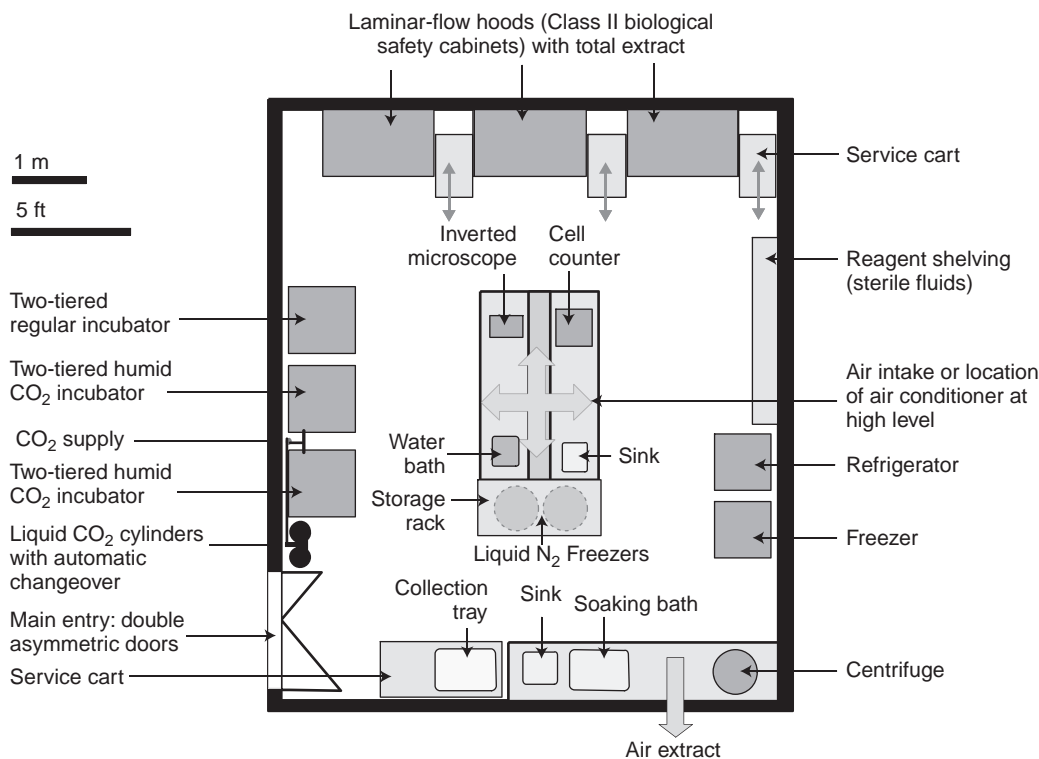 Laminar-flow hoods (Class II biological
safety cabinets) with total extract
1 m
5 ft
Service cart
Inverted
microscope
Cell
counter
Reagent shelving
(sterile fluids)
Two-tiered
regular incubator
Two-tiered humid
CO2 incubator
Air intake or location
of air conditioner at
high level
CO2 supply
Water
bath
Sink
Refrigerator
Two-tiered humid
CO2 incubator
Storage
rack
Liquid CO2 cylinders
with automatic
changeover
Liquid N2 Freezers
Freezer
Collection
tray
Sink
Soaking bath
Main entry: double
asymmetric doors
Service cart
Centrifuge
Air extract